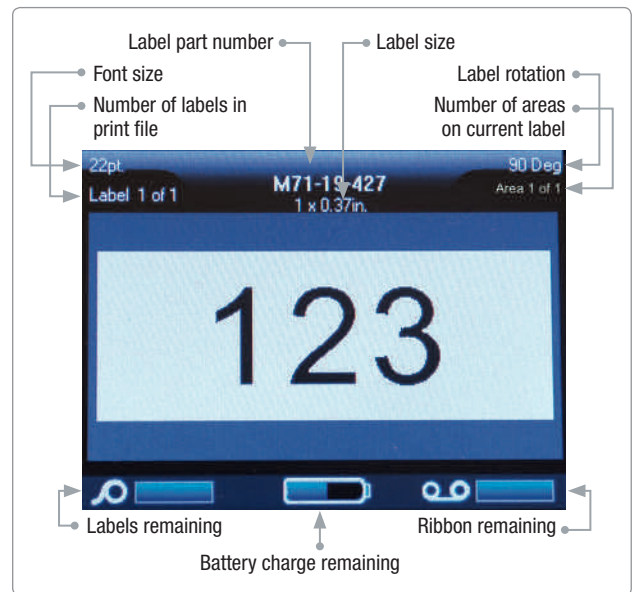 Label part number
Label size
Font size
Label rotation
Number of labels in
print file
Number of areas
on current label
22pt.
90 Deg
Label 1 of 1
M71-19-427
Area 1 of 1
1 x 0.37in.
123
Labels remaining
Ribbon remaining
Battery charge remaining